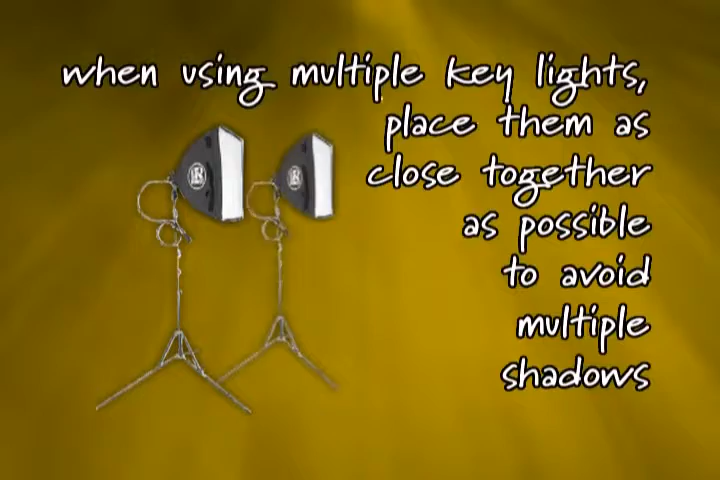 when using multiple key lights,
place them as
close together
as possible
to avoid
multiple
shadows